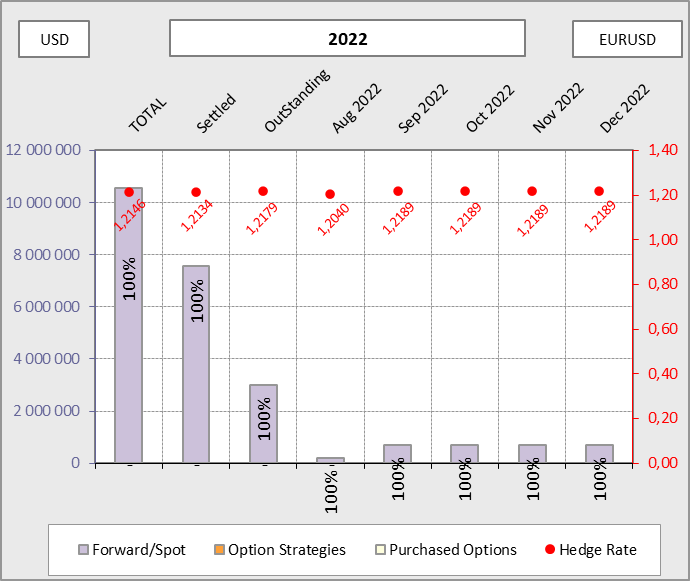 USD 2022 EURUSD
TOTAL Settled OutStanding Aug 2022 Sep 2022 Oct 2022 Nov 2022 Dec 2022
12 000 000 1,40
10 000 000 1,20
1,2146 1,2134 1,2179 1,2040 1,2189 1,2189 1,2189 1,2189
8 000 000 1,00
100% 100%
6 000 000 0,80
0,60
4 000 000 0,40
100%
2 000 000 0,20
0 0,00
- - - 100% 100% 100% 100% 100%
Forward/Spot Option Strategies Purchased Options Hedge Rate